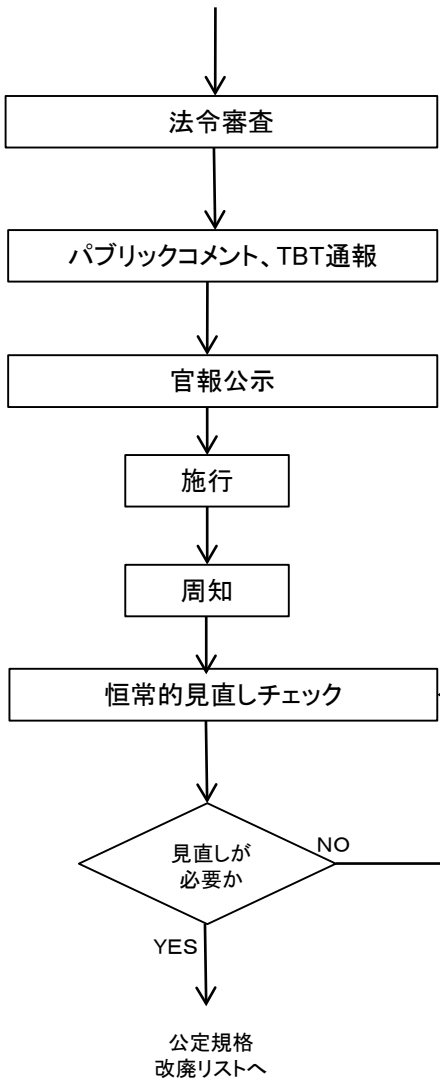 法令審査
パブリックコメント、TBT通報
官報公示
施行
周知
恒常的見直しチェック
見直しが
必要か
NO
YES
公定規格
改廃リストへ